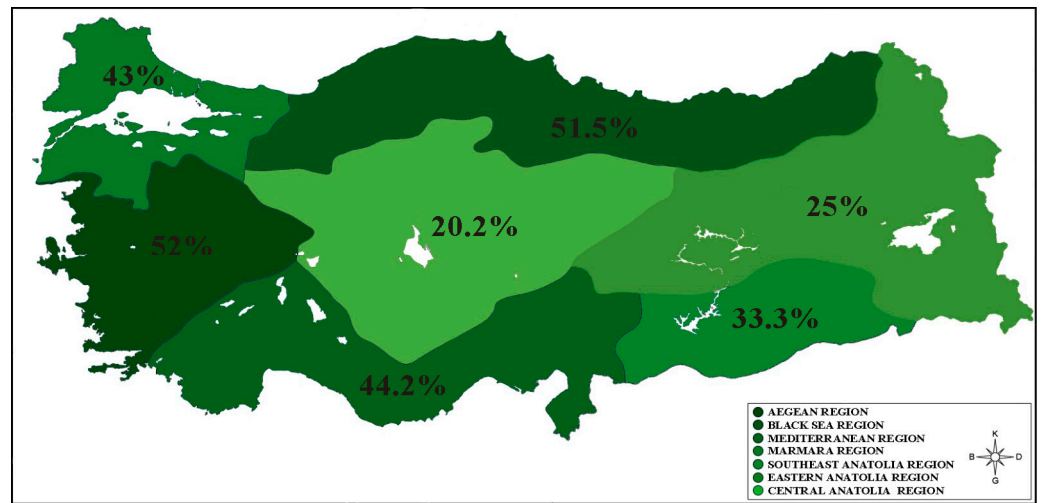 43%
51.5%
25%
20.2%
52%
33.3%
44.2%
AEGEAN REGION
BLACK SEA REGION
MEDITERRANEAN REGION
MARMARA REGION
SOUTHEAST ANATOLIA REGION
EASTERN ANATOLIA REGION
CENTRAL ANATOLIA REGION
K
B D
G